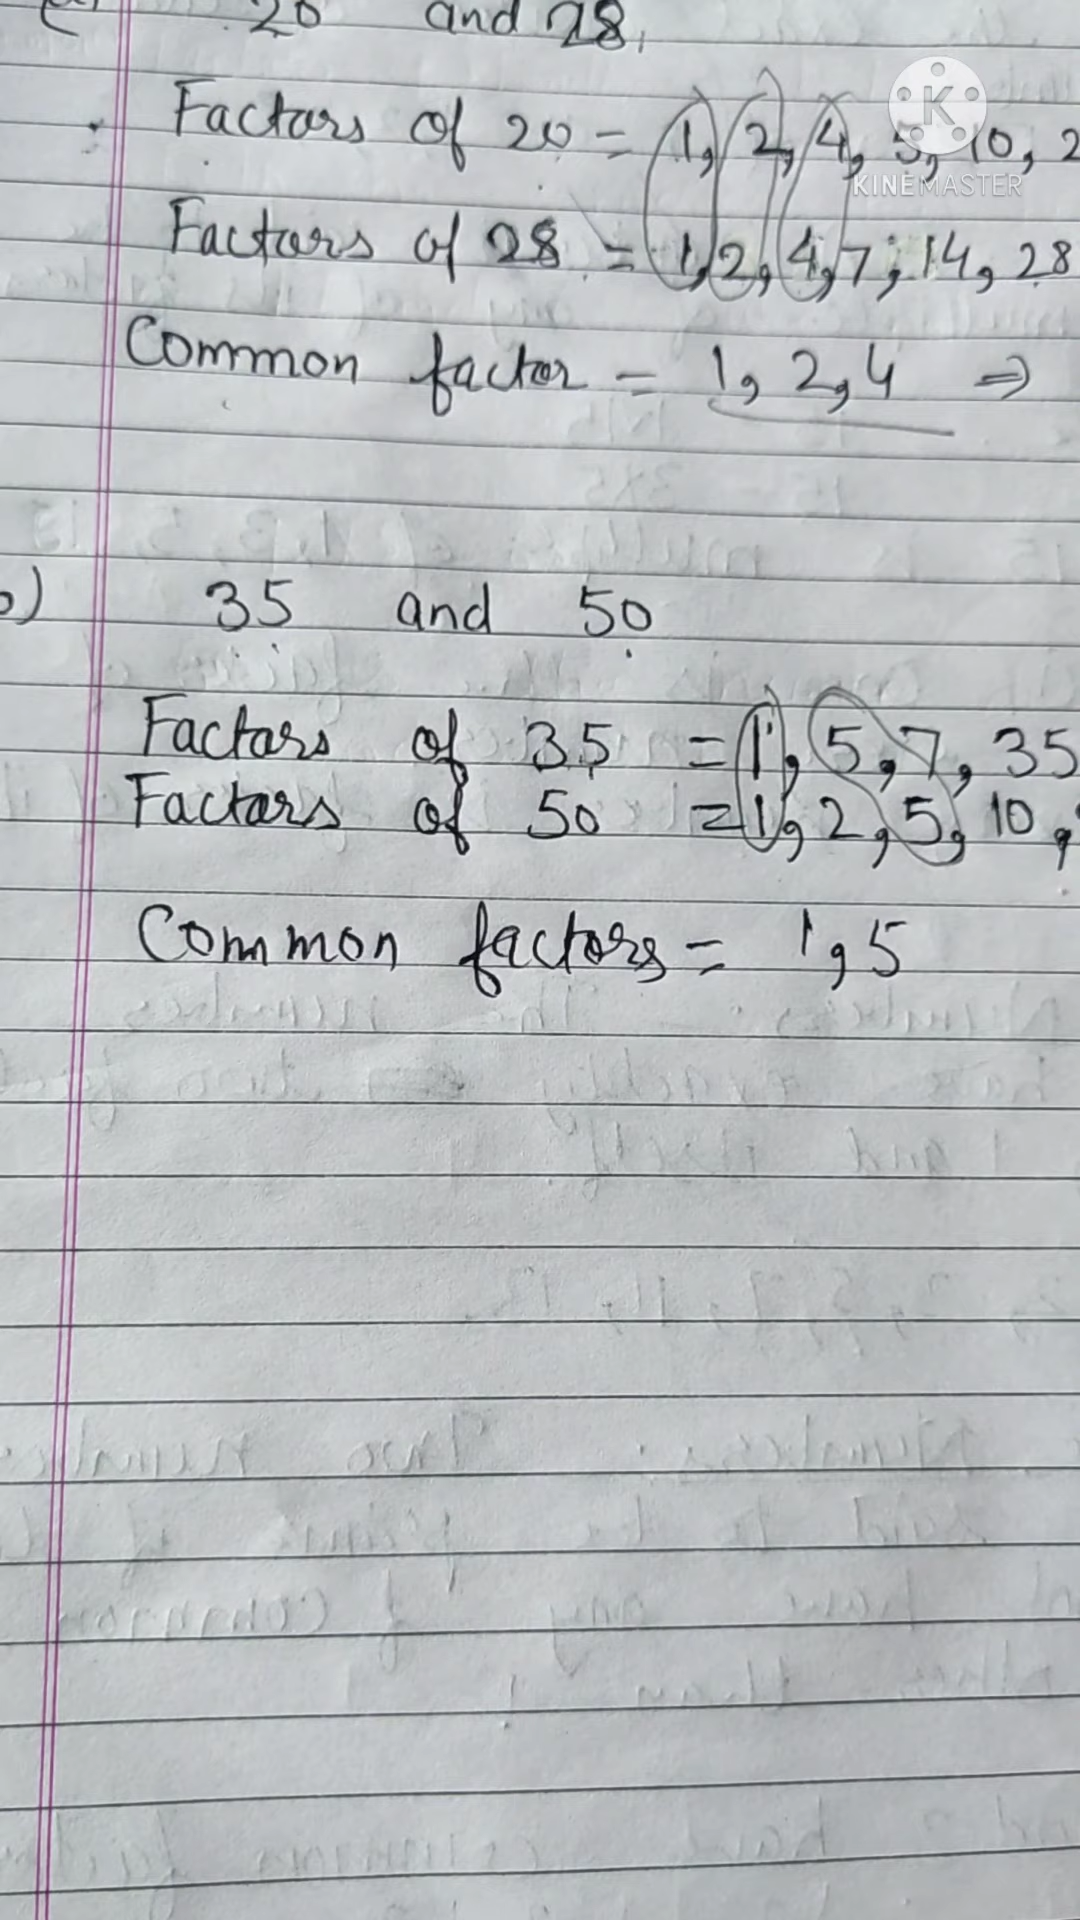 20 and 28,
Factors of 20 = 1, 2, 4, 5, 10, 2
KINEMASTER
Factors of 28 = 1, 2, 4, 7, 14, 28
Common factor = 1, 2, 4 ⇒
b) 35 and 50
Factors of 35 = 1, 5, 7, 35
Factors of 50 = 1, 2, 5, 10,
Common factors = 1, 5